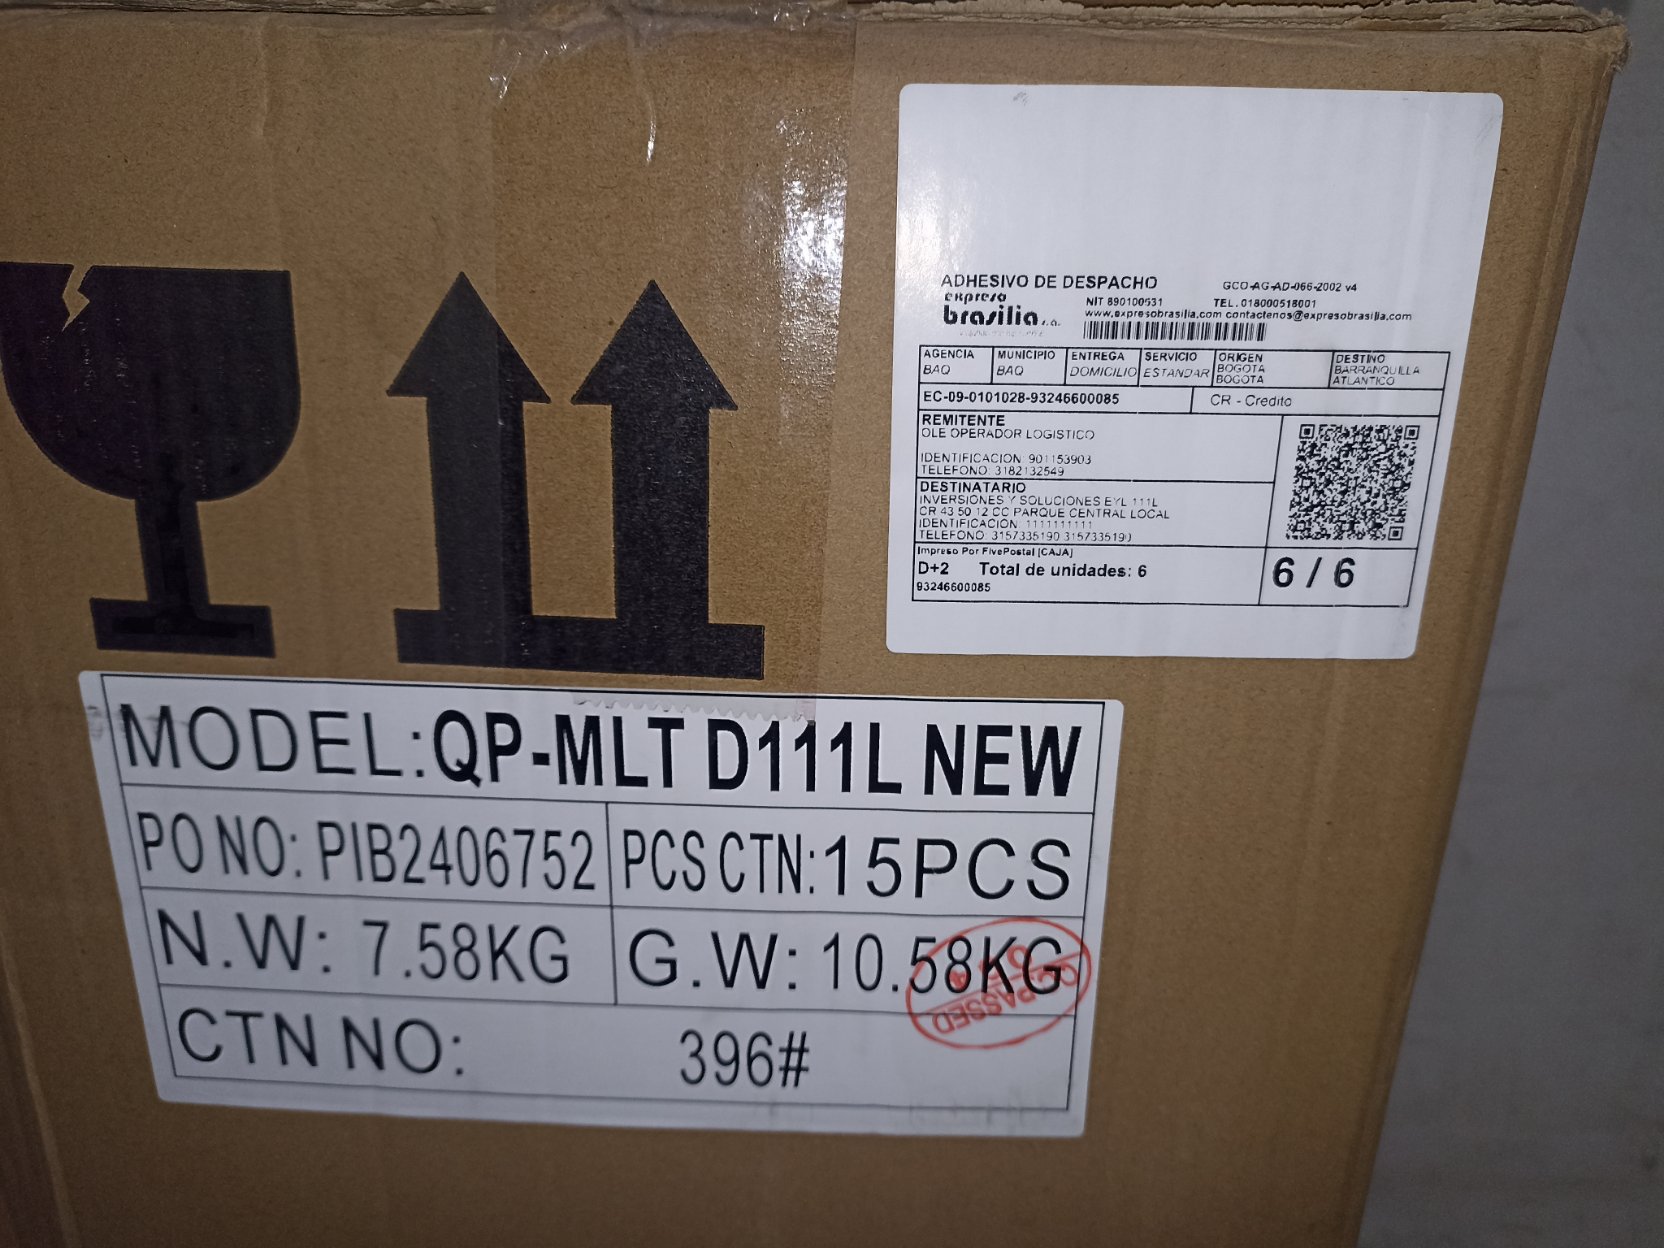 ADHESIVO DE DESPACHO
GCO-AG-AD-066-2002 v4
expreso
brasilia s.a.
NIT 890100531
TEL. 018000518001
www.expresobrasilia.com contactenos@expresobrasilia.com
AGENCIA
BAQ
MUNICIPIO
BAQ
ENTREGA
DOMICILIO
SERVICIO
ESTANDAR
ORIGEN
BOGOTA
BOGOTA
DESTINO
BARRANQUILLA
ATLANTICO
EC-09-0101028-93246600085
CR - Credito
REMITENTE
OLE OPERADOR LOGISTICO
IDENTIFICACION: 901153903
TELEFONO: 3182132549
DESTINATARIO
INVERSIONES Y SOLUCIONES EYL 111L
CR 43 50 12 CC PARQUE CENTRAL LOCAL
IDENTIFICACION: 1111111111
TELEFONO: 3157335190 3157335190
Impreso Por FivePostal [CAJA]
D+2 Total de unidades: 6
93246600085
6 / 6
MODEL:QP-MLT D111L NEW
PO NO: PIB2406752
PCS CTN:15PCS
N.W: 7.58KG
G.W: 10.58KG
QC PASSED
CTN NO: 396#